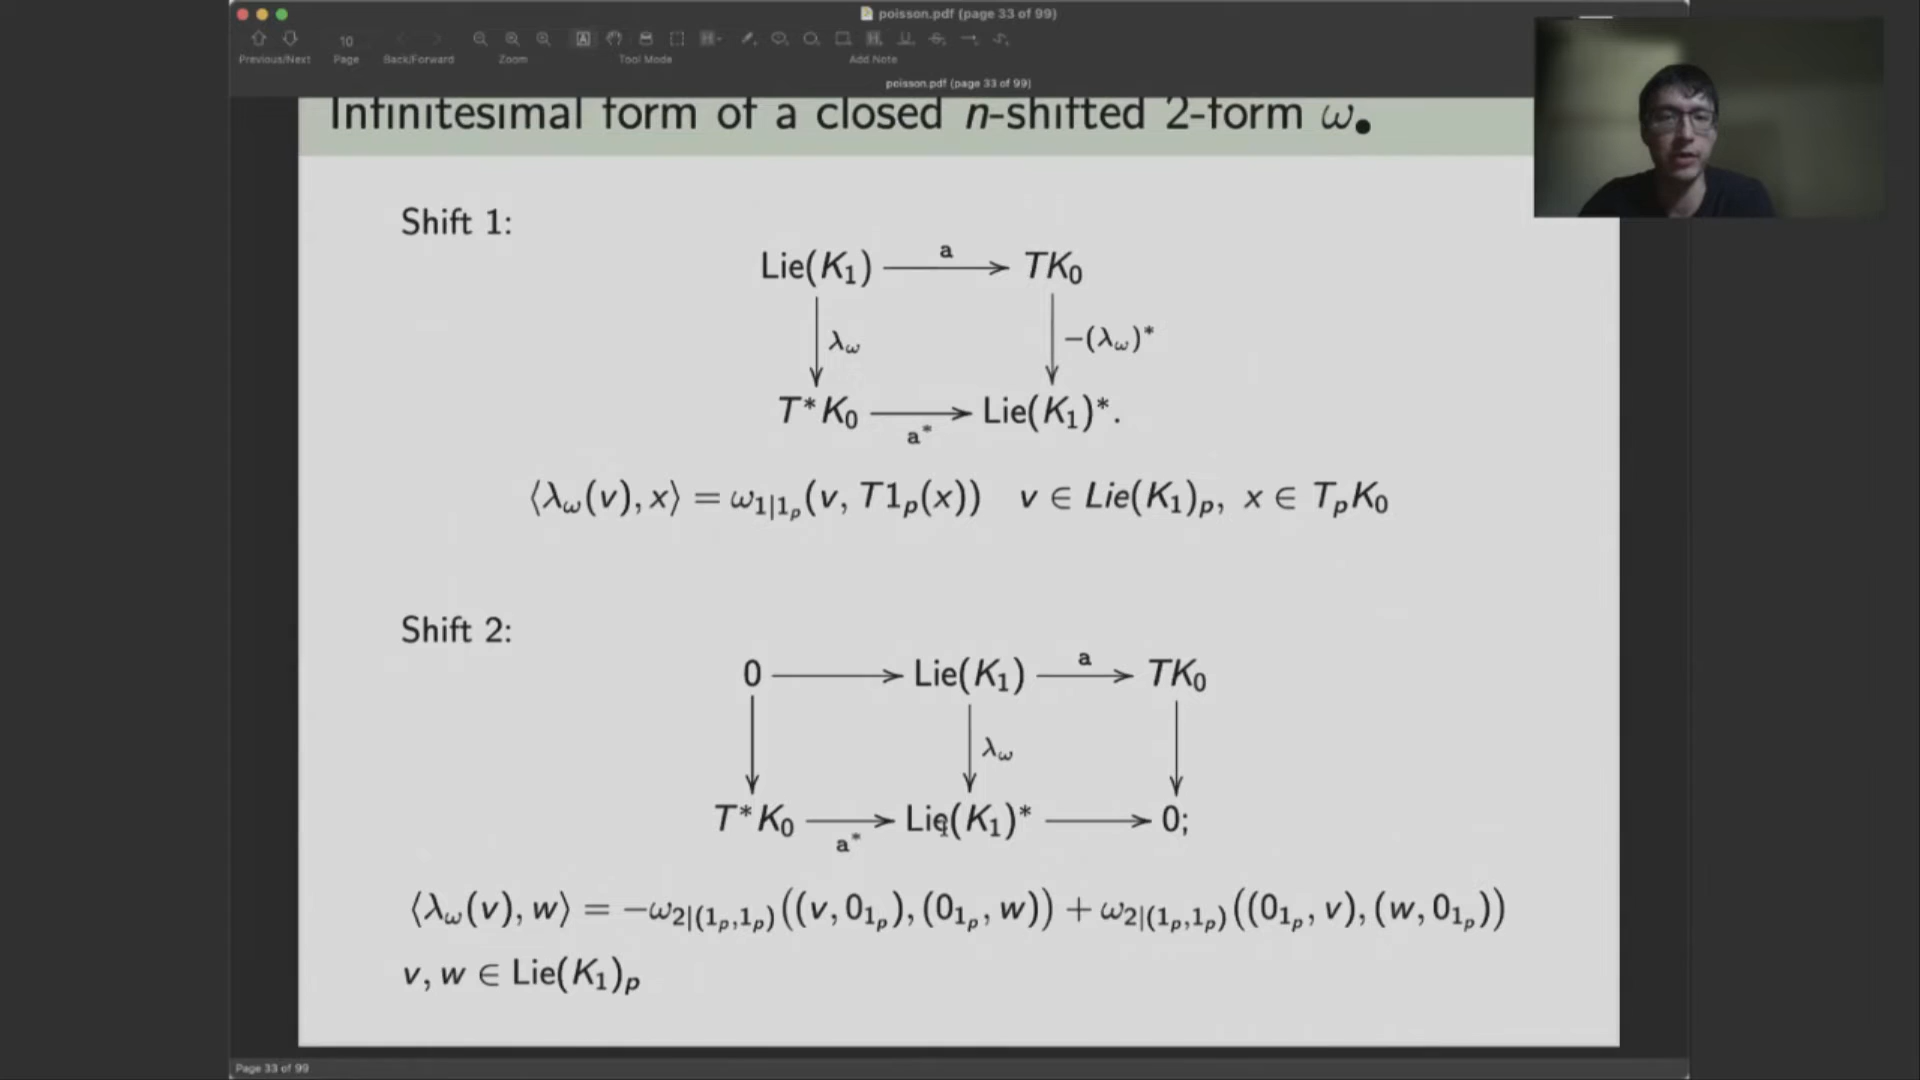 poisson.pdf (page 33 of 99)
10
Previous/Next Page Back/Forward Zoom Tool Mode Add Note
poisson.pdf (page 33 of 99)
Infinitesimal form of a closed n-shifted 2-form ω•
Shift 1:
Lie(K₁) a TK₀
λ_ω −(λ_ω)*
T*K₀ a* Lie(K₁)*.
⟨λ_ω(v), x⟩ = ω_{1|1_p}(v, T1_p(x)) v ∈ Lie(K₁)_p, x ∈ T_pK₀
Shift 2:
0 Lie(K₁) a TK₀
λ_ω
T*K₀ a* Lie(K₁)* 0;
⟨λ_ω(v), w⟩ = −ω_{2|(1_p,1_p)}((v, 0_{1_p}), (0_{1_p}, w)) + ω_{2|(1_p,1_p)}((0_{1_p}, v), (w, 0_{1_p}))
v, w ∈ Lie(K₁)_p
Page 33 of 99